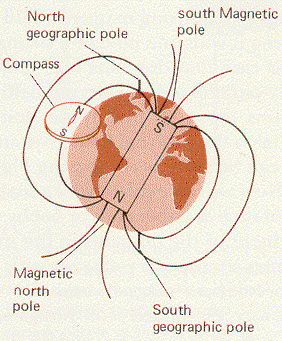 North
geographic pole
south Magnetic
pole
Compass
N
S
S
N
Magnetic
north
pole
South
geographic pole